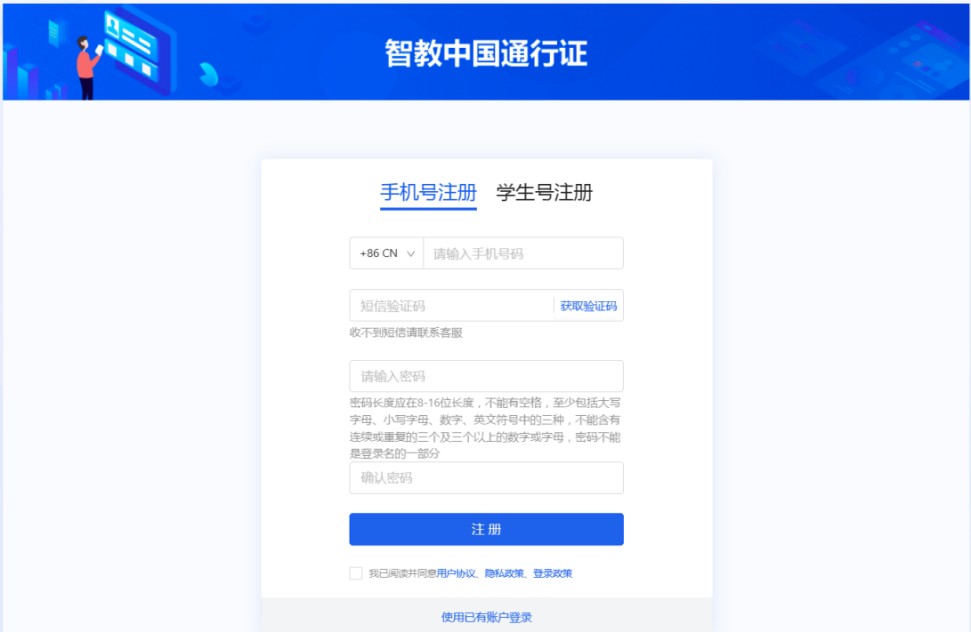 智教中国通行证
手机号注册 学生号注册
+86 CN 请输入手机号码
短信验证码 获取验证码
收不到短信请联系客服
请输入密码
密码长度应在8-16位长度，不能有空格，至少包括大写
字母、小写字母、数字、英文符号中的三种，不能含有
连续或重复的三个及三个以上的数字或字母，密码不能
是登录名的一部分
确认密码
注 册
我已阅读并同意用户协议、隐私政策、登录政策
使用已有账户登录